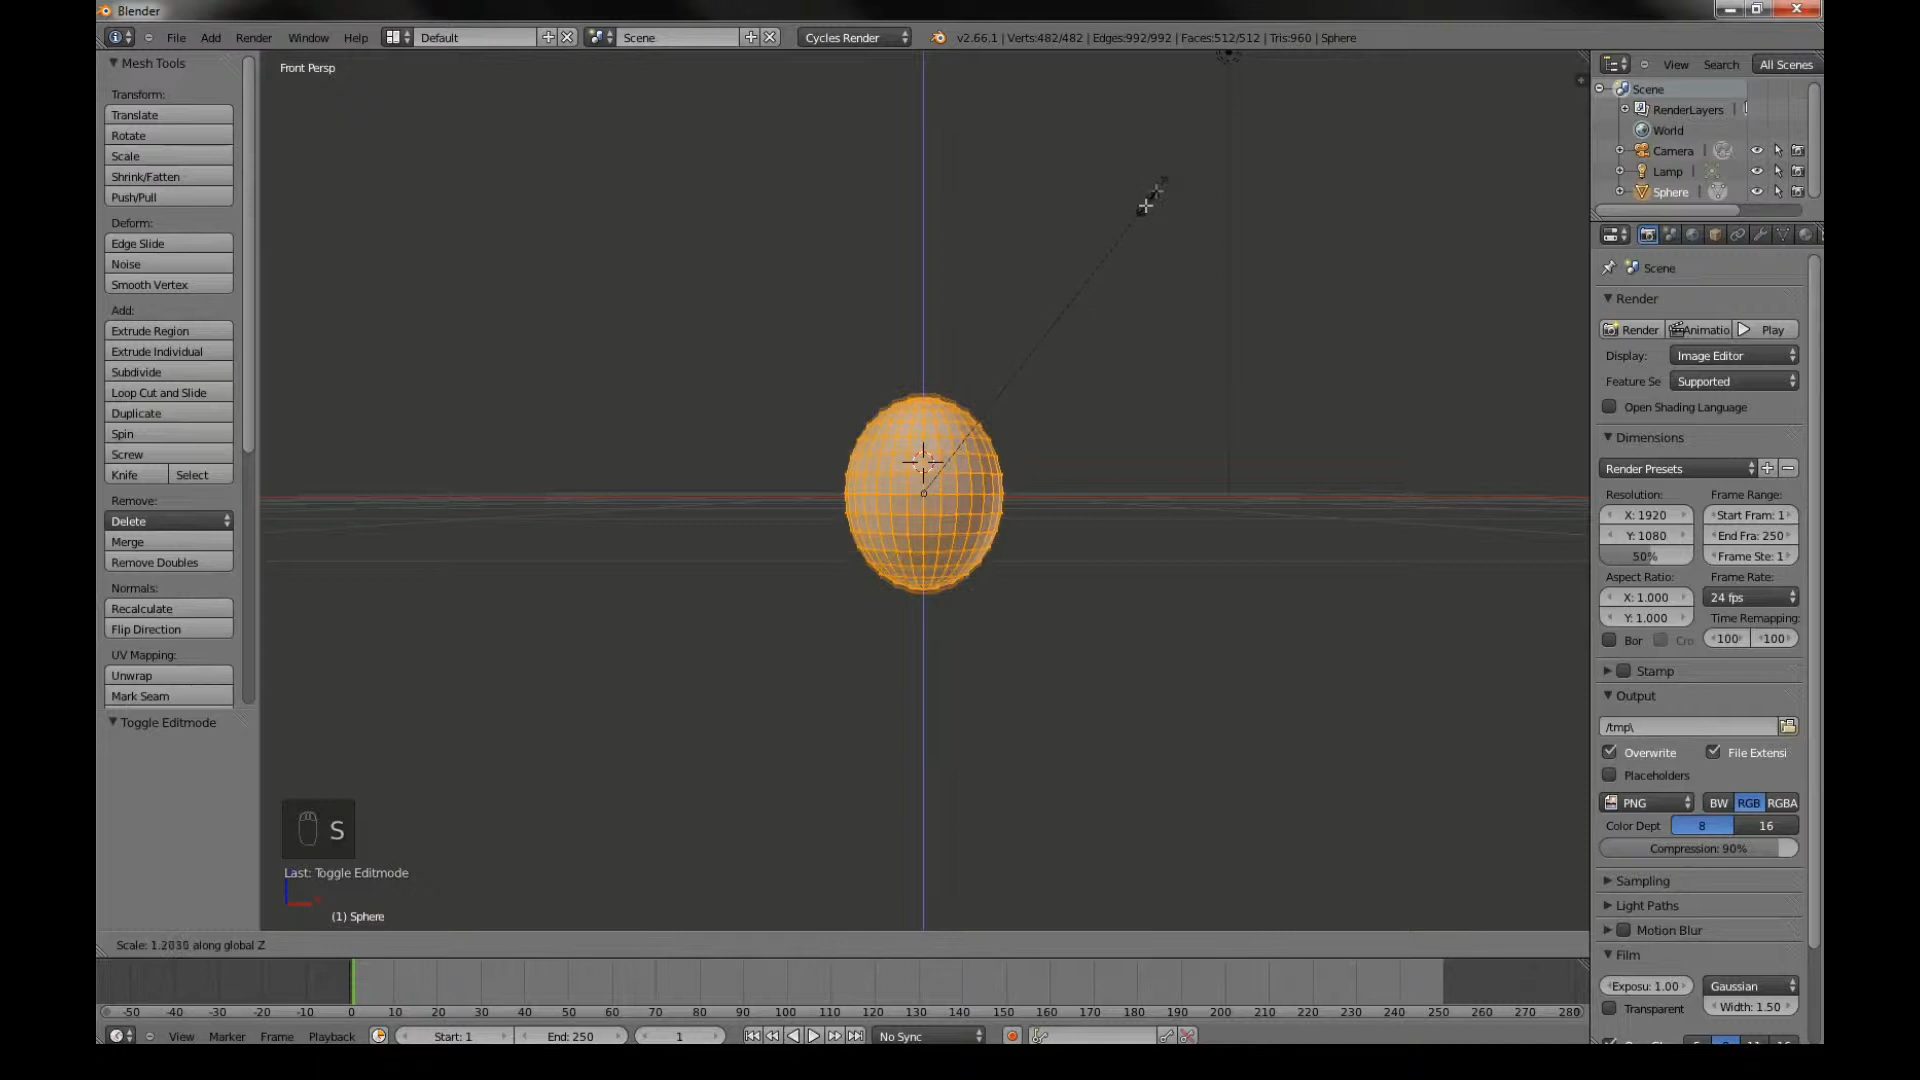 Blender
File Add Render Window Help Default Scene Cycles Render v2.66.1 | Verts:482/482 | Edges:992/992 | Faces:512/512 | Tris:960 | Sphere
Mesh Tools
Transform:
Translate
Rotate
Scale
Shrink/Fatten
Push/Pull
Deform:
Edge Slide
Noise
Smooth Vertex
Add:
Extrude Region
Extrude Individual
Subdivide
Loop Cut and Slide
Duplicate
Spin
Screw
Knife Select
Remove:
Delete
Merge
Remove Doubles
Normals:
Recalculate
Flip Direction
UV Mapping:
Unwrap
Mark Seam
Toggle Editmode
Front Persp
S
Last: Toggle Editmode
(1) Sphere
View Search All Scenes
Scene
RenderLayers
World
Camera
Lamp
Sphere
Scene
Render
Render Animatio Play
Display: Image Editor
Feature Se Supported
Open Shading Language
Dimensions
Render Presets
Resolution: Frame Range:
X: 1920 Start Fram: 1
Y: 1080 End Fra: 250
50% Frame Ste: 1
Aspect Ratio: Frame Rate:
X: 1.000 24 fps
Y: 1.000 Time Remapping:
Bor Cro 100 100
Stamp
Output
/tmp\
Overwrite File Extensi
Placeholders
PNG BW RGB RGBA
Color Dept 8 16
Compression: 90%
Sampling
Light Paths
Motion Blur
Film
Exposu: 1.00 Gaussian
Transparent Width: 1.50
along global Z
-50 -40 -30 -20 -10 0 10 20 30 40 50 60 70 80 90 100 110 120 130 140 150 160 170 180 190 200 210 220 230 240 250 260 270 280
View Marker Frame Playback Start: 1 End: 250 1 No Sync